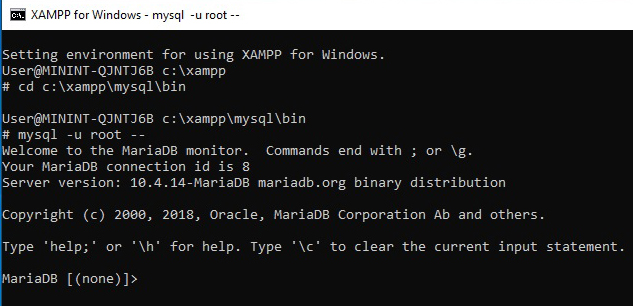 XAMPP for Windows - mysql  -u root --
Setting environment for using XAMPP for Windows.
User@MININT-QJNTJ6B c:\xampp
# cd c:\xampp\mysql\bin
User@MININT-QJNTJ6B c:\xampp\mysql\bin
# mysql -u root --
Welcome to the MariaDB monitor.  Commands end with ; or \g.
Your MariaDB connection id is 8
Server version: 10.4.14-MariaDB mariadb.org binary distribution
Copyright (c) 2000, 2018, Oracle, MariaDB Corporation Ab and others.
Type 'help;' or '\h' for help. Type '\c' to clear the current input statement.
MariaDB [(none)]>